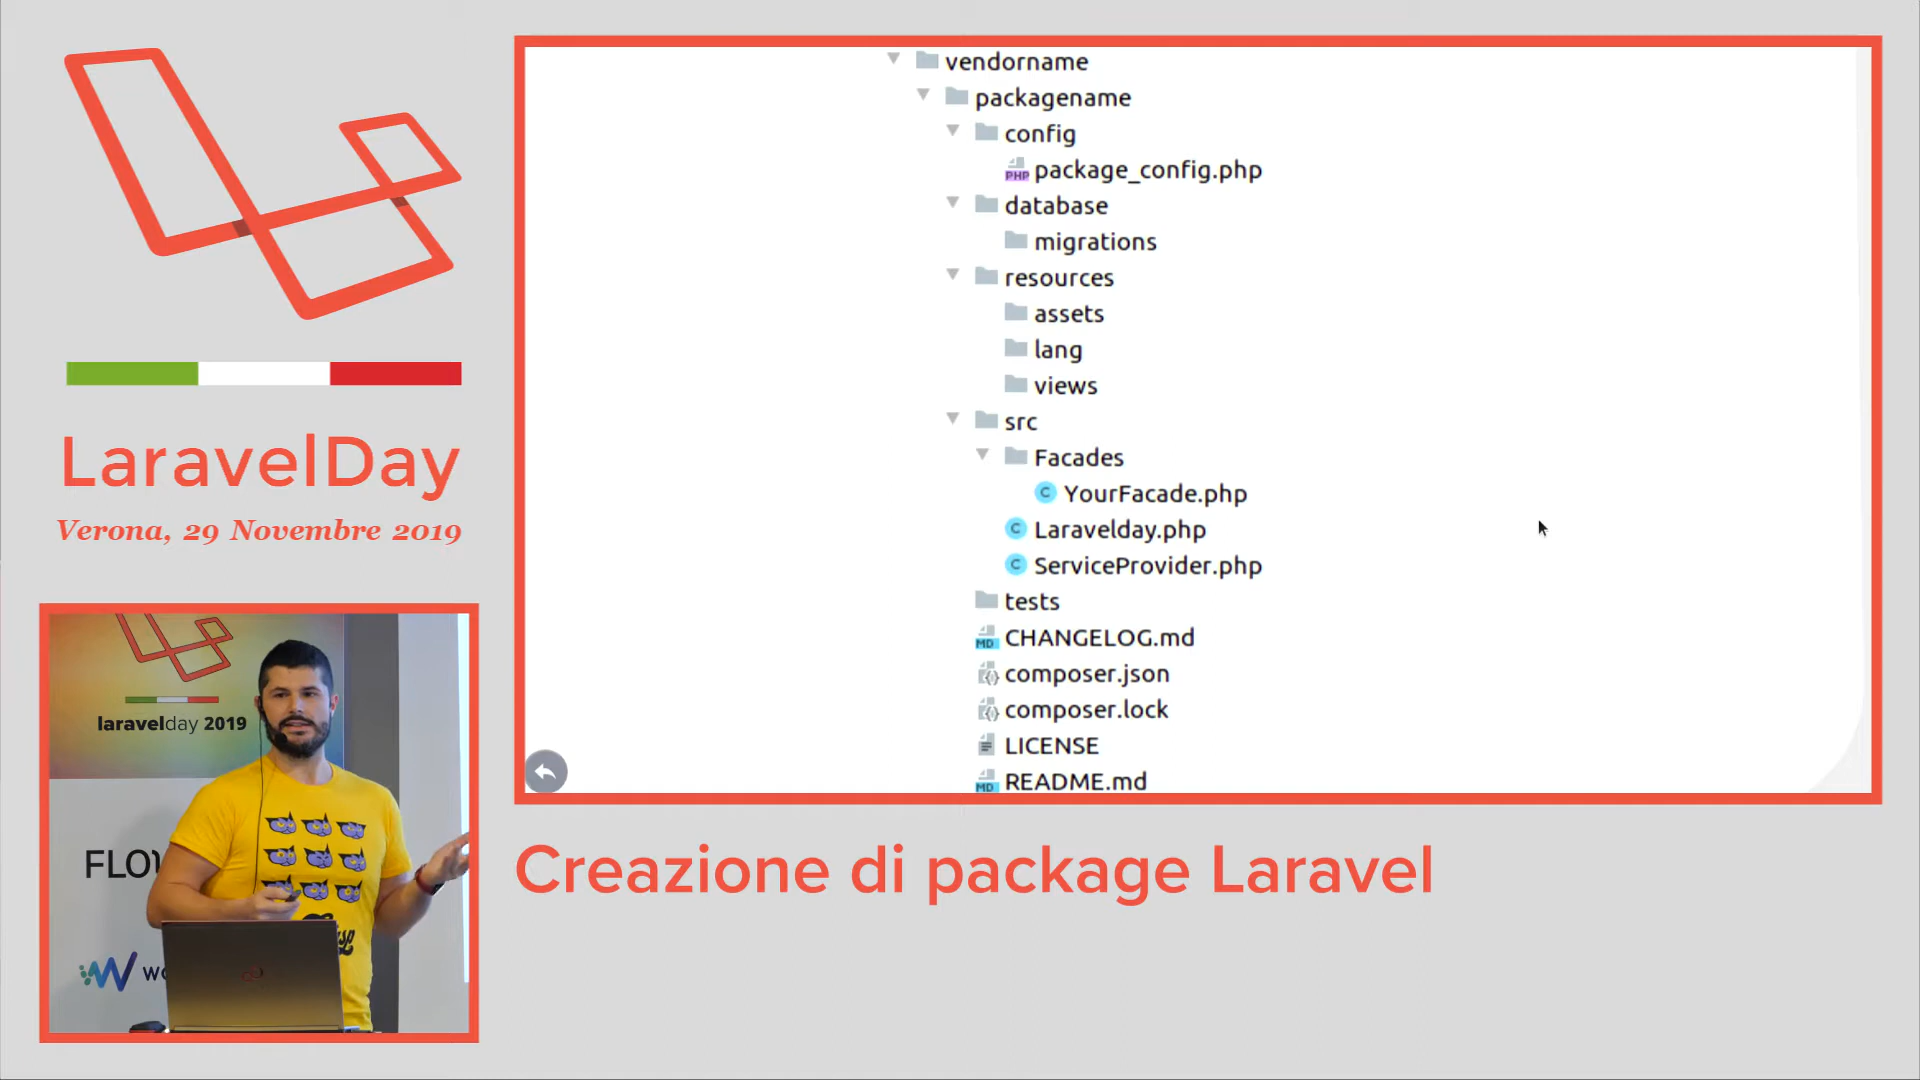 LaravelDay
Verona, 29 Novembre 2019
laravelday 2019
FLO
vendorname
packagename
config
PHP package_config.php
database
migrations
resources
assets
lang
views
src
Facades
C YourFacade.php
C Laravelday.php
C ServiceProvider.php
tests
MD CHANGELOG.md
composer.json
composer.lock
LICENSE
MD README.md
Creazione di package Laravel